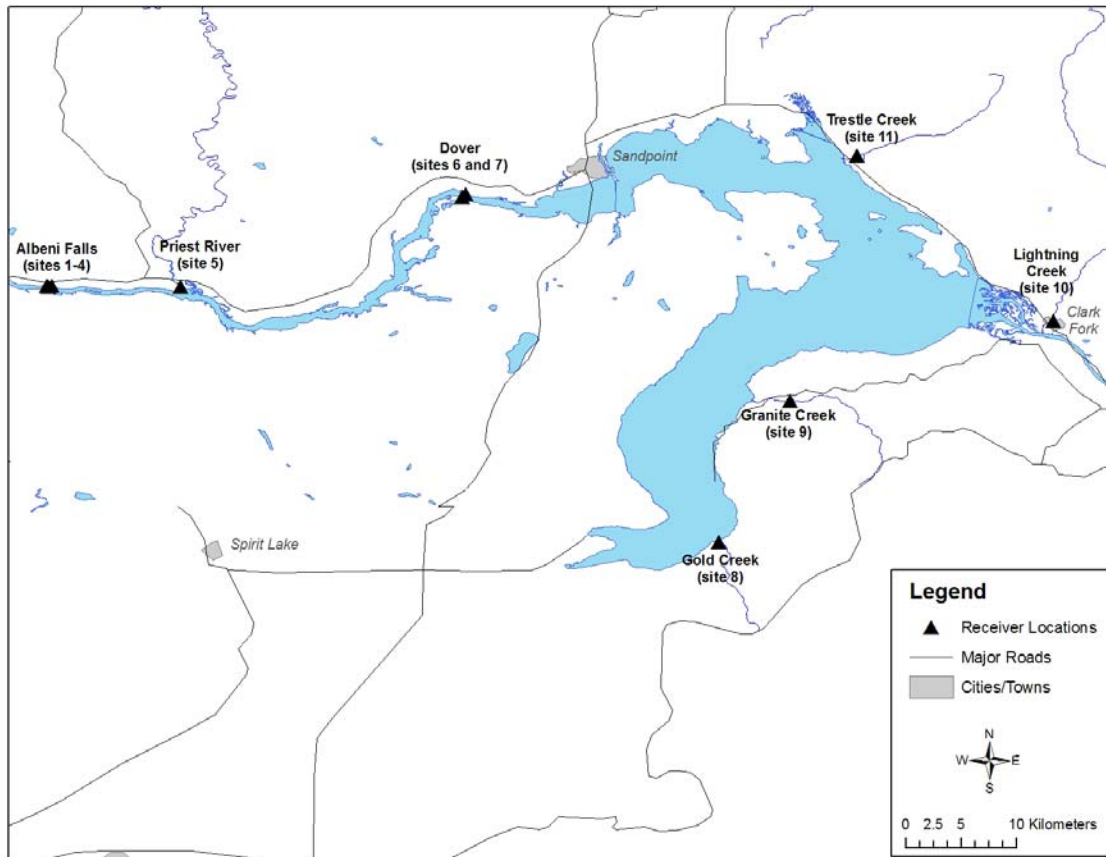 Trestle Creek
(site 11)
Dover
(sites 6 and 7)
Sandpoint
Albeni Falls
(sites 1-4)
Priest River
(site 5)
Lightning
Creek
(site 10)
Clark
Fork
Granite Creek
(site 9)
Spirit Lake
Gold Creek
(site 8)
Legend
Receiver Locations
Major Roads
Cities/Towns
N
W E
S
0 2.5 5 10 Kilometers